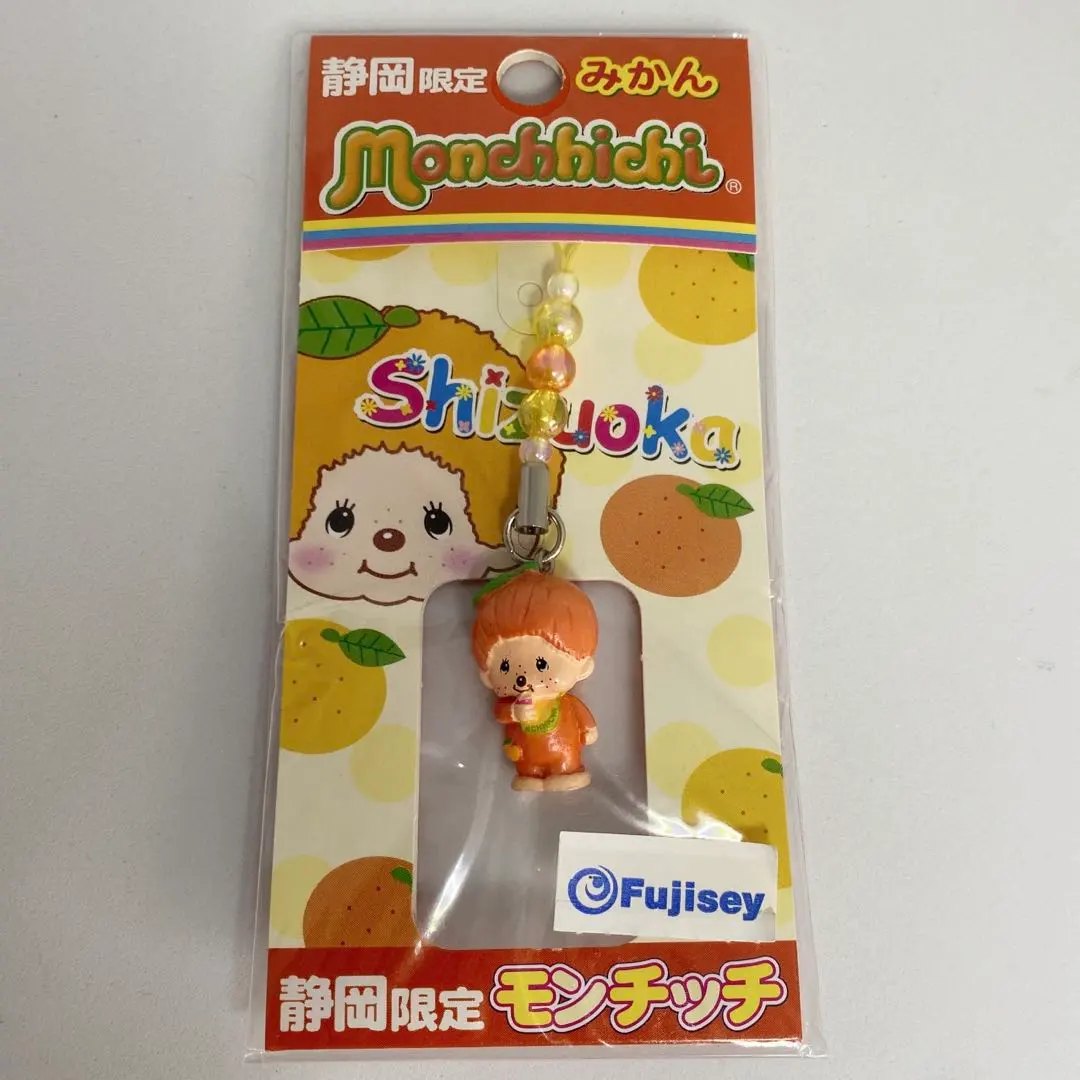 静岡限定 みかん
Monchhichi®
Shizuoka
Fujisey
静岡限定 モンチッチ